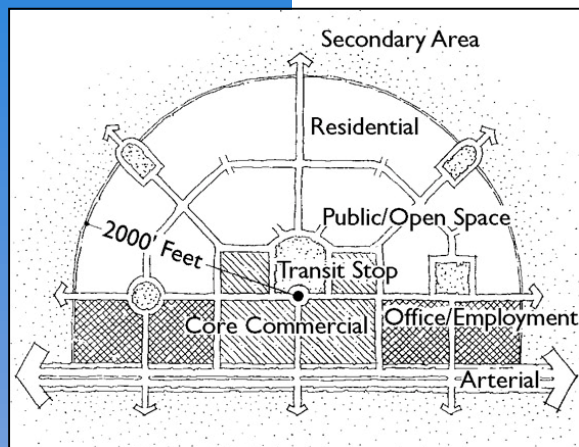 Secondary Area
Residential
Public/Open Space
2000' Feet
Transit Stop
Core Commercial
Office/Employment
Arterial